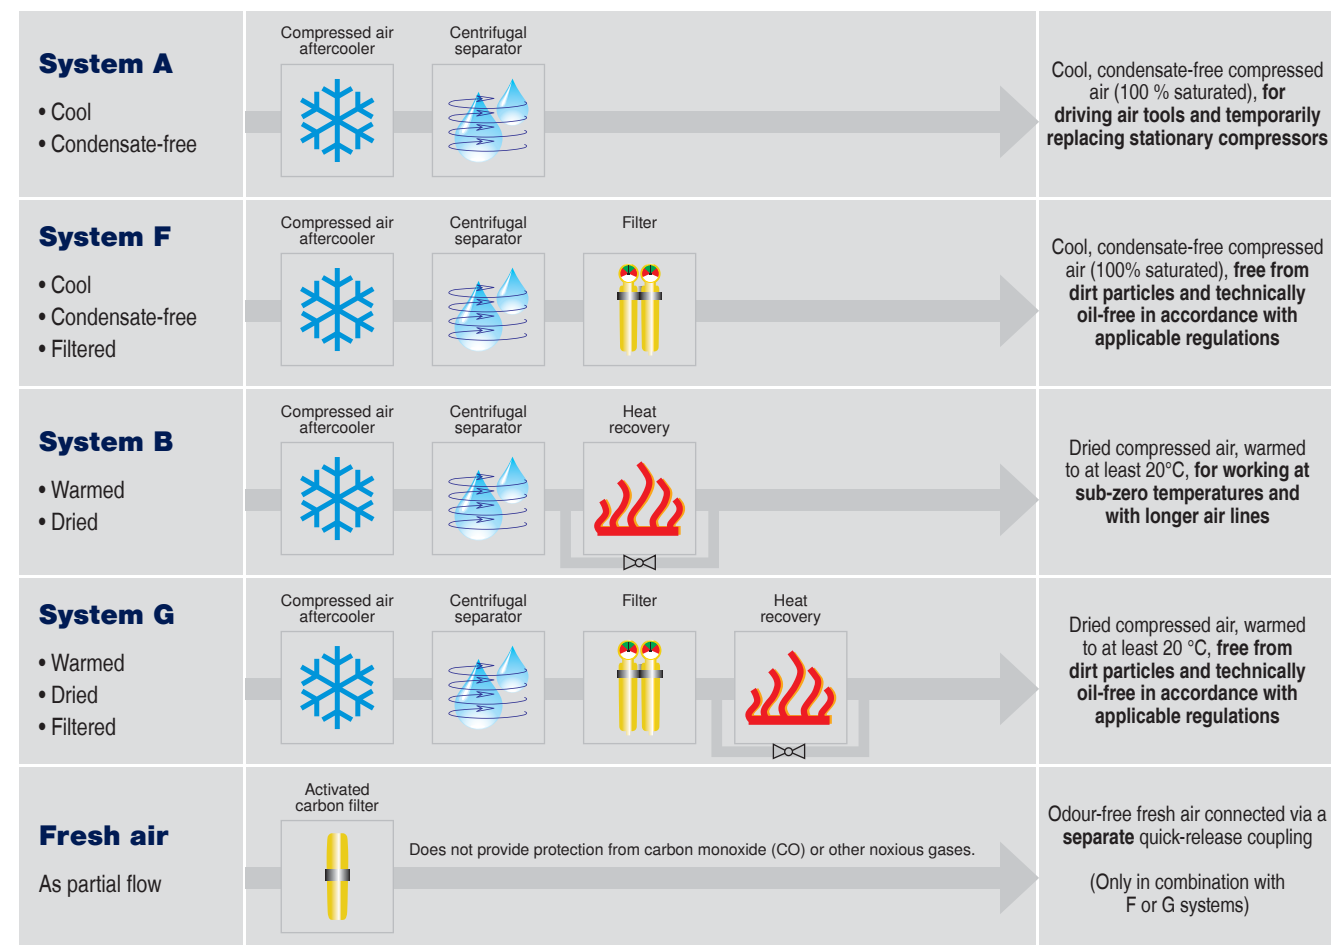 System A
• Cool
• Condensate-free
Compressed air
aftercooler
Centrifugal
separator
Cool, condensate-free compressed
air (100 % saturated), for
driving air tools and temporarily
replacing stationary compressors
System F
• Cool
• Condensate-free
• Filtered
Compressed air
aftercooler
Centrifugal
separator
Filter
Cool, condensate-free compressed
air (100% saturated), free from
dirt particles and technically
oil-free in accordance with
applicable regulations
System B
• Warmed
• Dried
Compressed air
aftercooler
Centrifugal
separator
Heat
recovery
Dried compressed air, warmed
to at least 20°C, for working at
sub-zero temperatures and
with longer air lines
System G
• Warmed
• Dried
• Filtered
Compressed air
aftercooler
Centrifugal
separator
Filter
Heat
recovery
Dried compressed air, warmed
to at least 20 °C, free from
dirt particles and technically
oil-free in accordance with
applicable regulations
Fresh air
As partial flow
Activated
carbon filter
Does not provide protection from carbon monoxide (CO) or other noxious gases.
Odour-free fresh air connected via a
separate quick-release coupling
(Only in combination with
F or G systems)